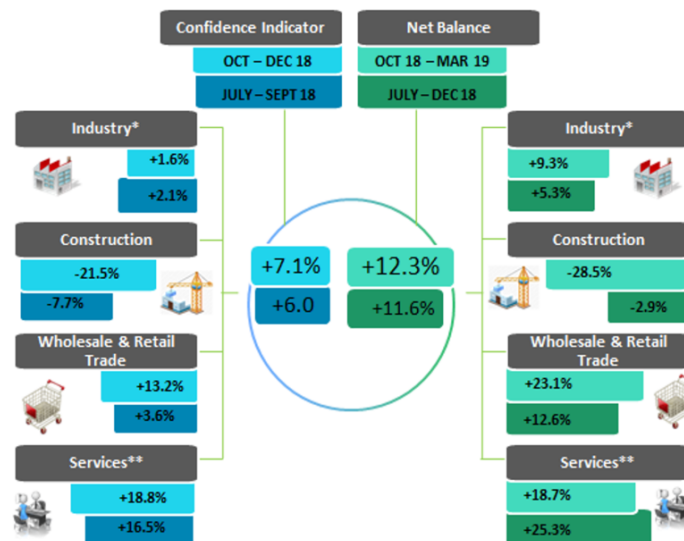 Confidence Indicator
Net Balance
OCT – DEC 18
OCT 18 – MAR 19
JULY – SEPT 18
JULY – DEC 18
Industry*
+1.6%
+2.1%
Construction
-21.5%
-7.7%
Wholesale & Retail
Trade
+13.2%
+3.6%
Services**
+18.8%
+16.5%
+7.1%
+12.3%
+6.0
+11.6%
Industry*
+9.3%
+5.3%
Construction
-28.5%
-2.9%
Wholesale & Retail
Trade
+23.1%
+12.6%
Services**
+18.7%
+25.3%